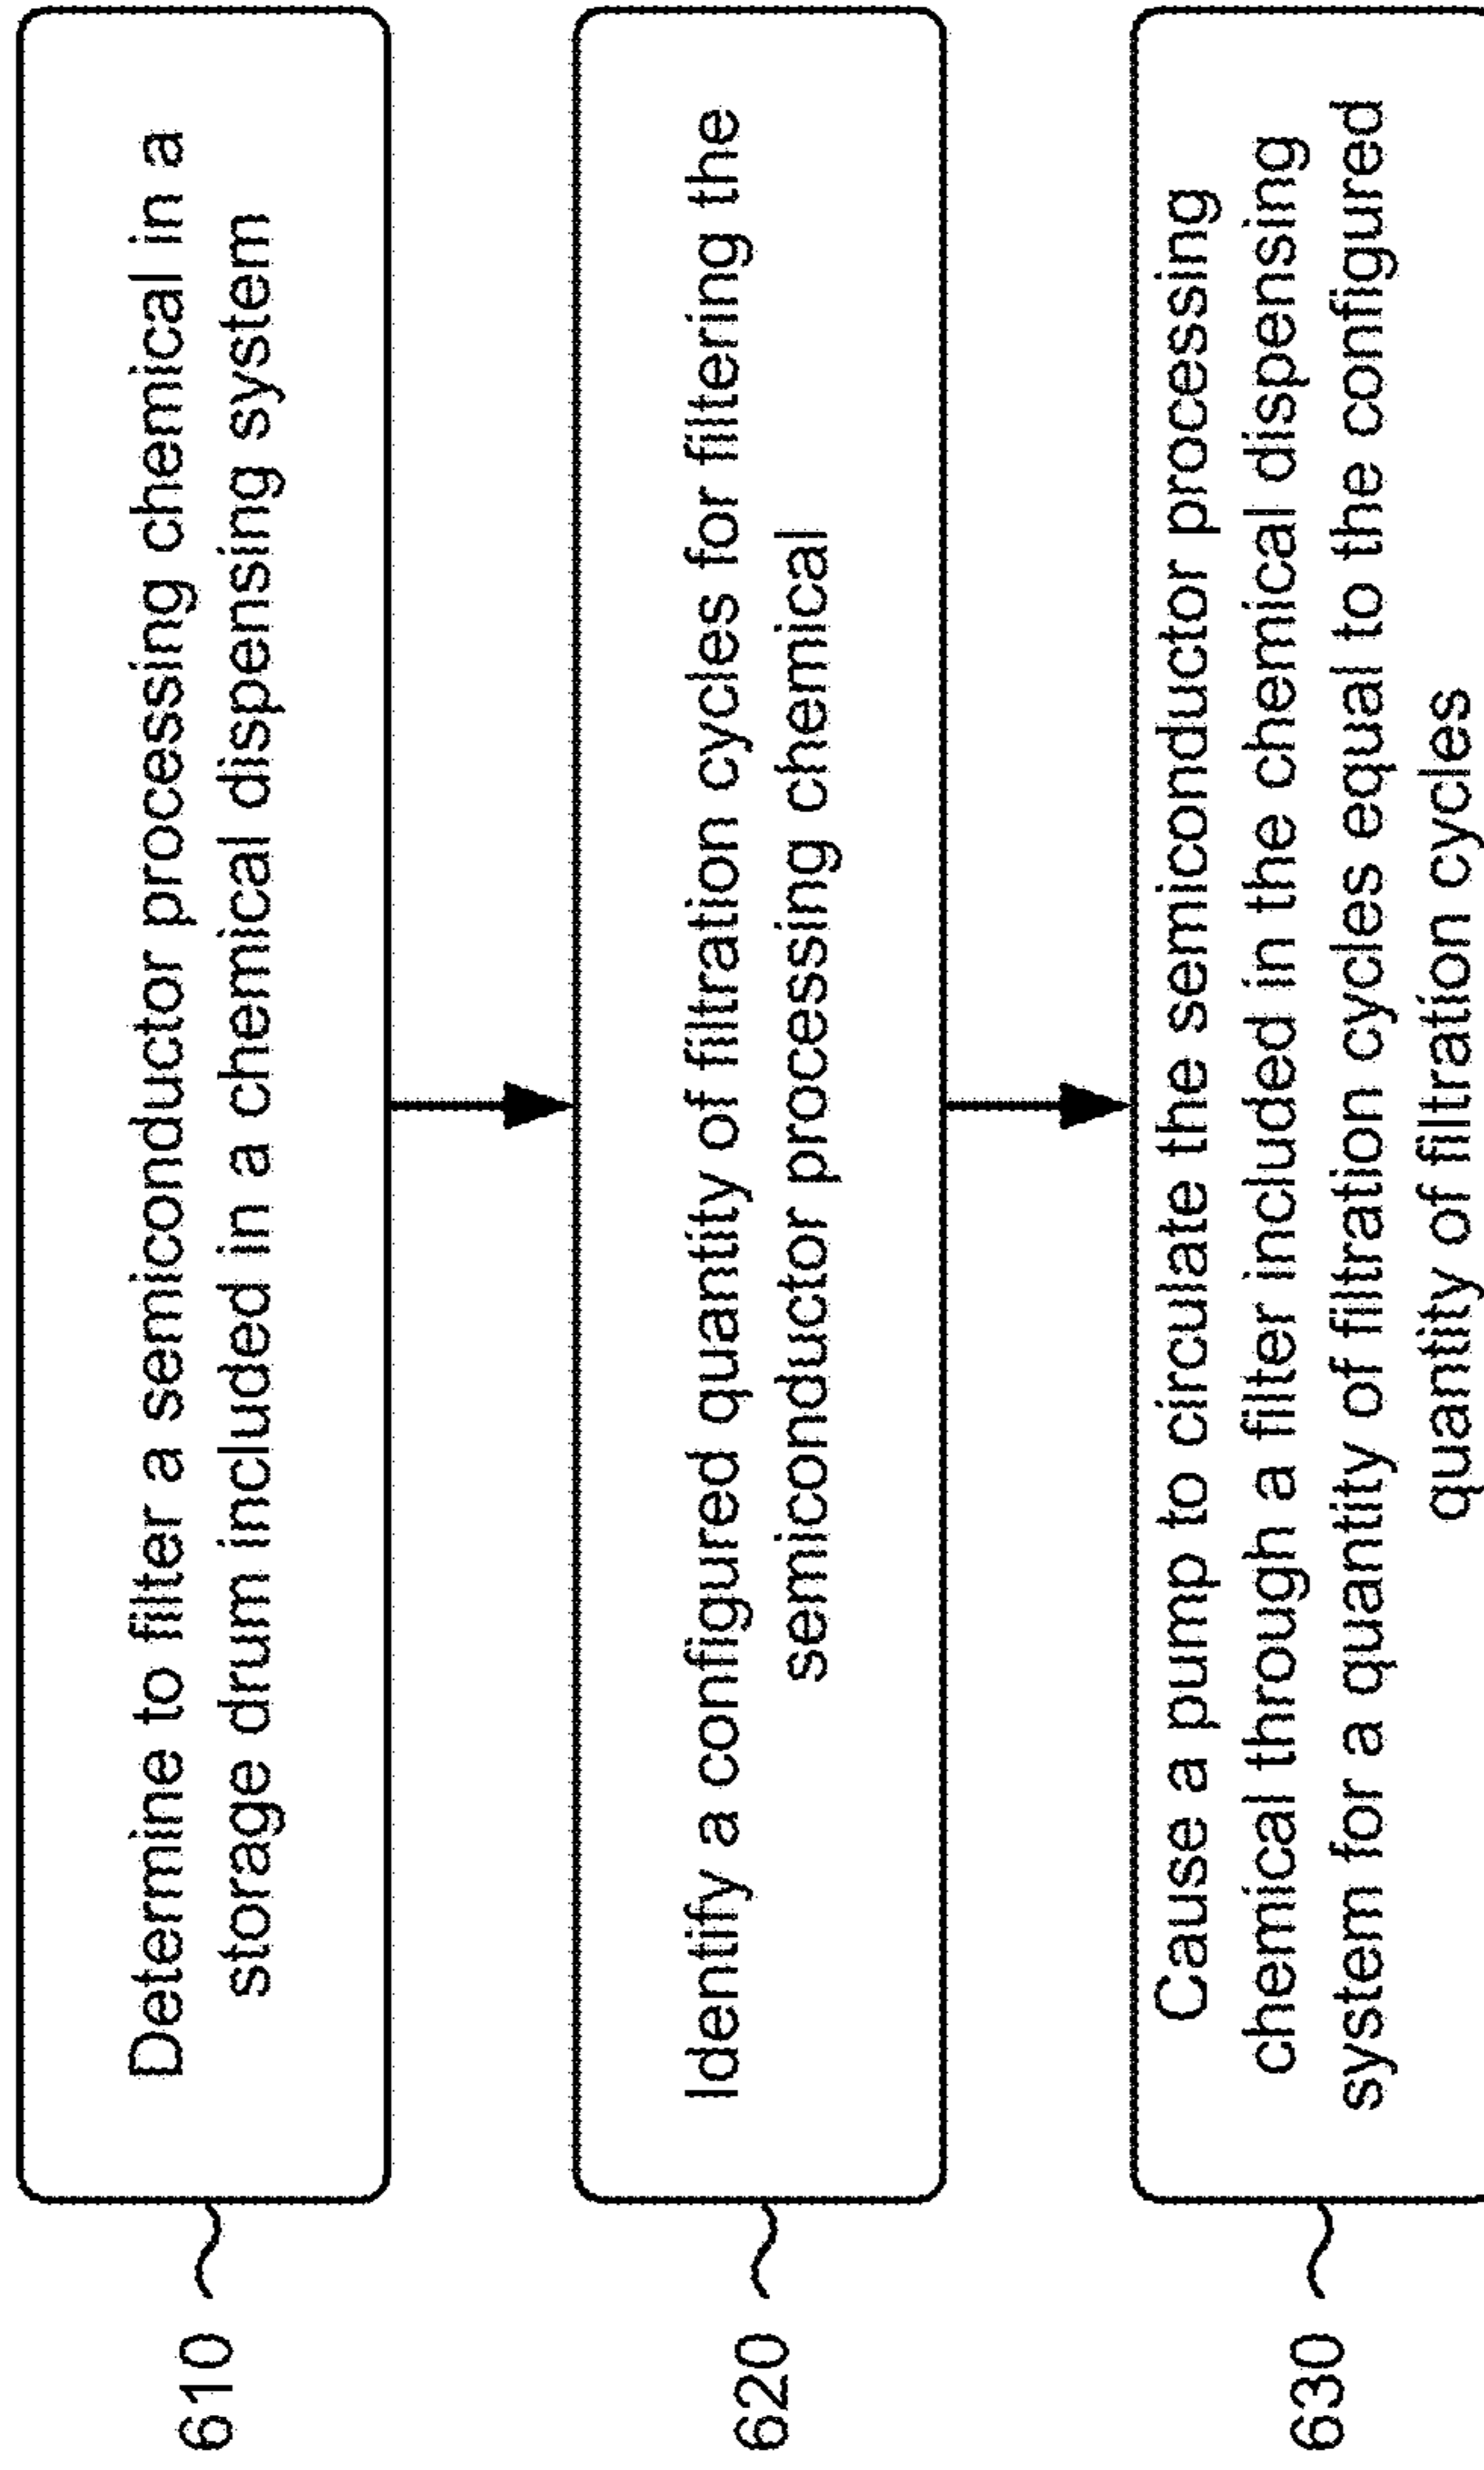 610
Determine to filter a semiconductor processing chemical in a
storage drum included in a chemical dispensing system
620
Identify a configured quantity of filtration cycles for filtering the
semiconductor processing chemical
630
Cause a pump to circulate the semiconductor processing
chemical through a filter included in the chemical dispensing
system for a quantity of filtration cycles equal to the configured
quantity of filtration cycles